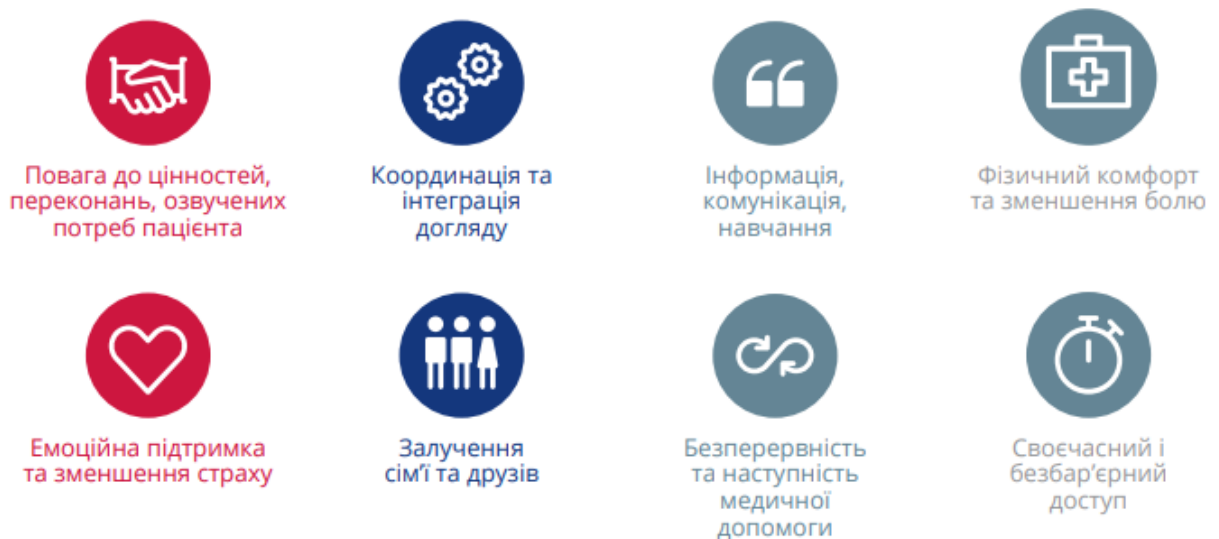 Повага до цінностей,
переконань, озвучених
потреб пацієнта
Координація та
інтеграція
догляду
Інформація,
комунікація,
навчання
Фізичний комфорт
та зменшення болю
Емоційна підтримка
та зменшення страху
Залучення
сім'ї та друзів
Безперервність
та наступність
медичної
допомоги
Своєчасний і
безбар'єрний
доступ